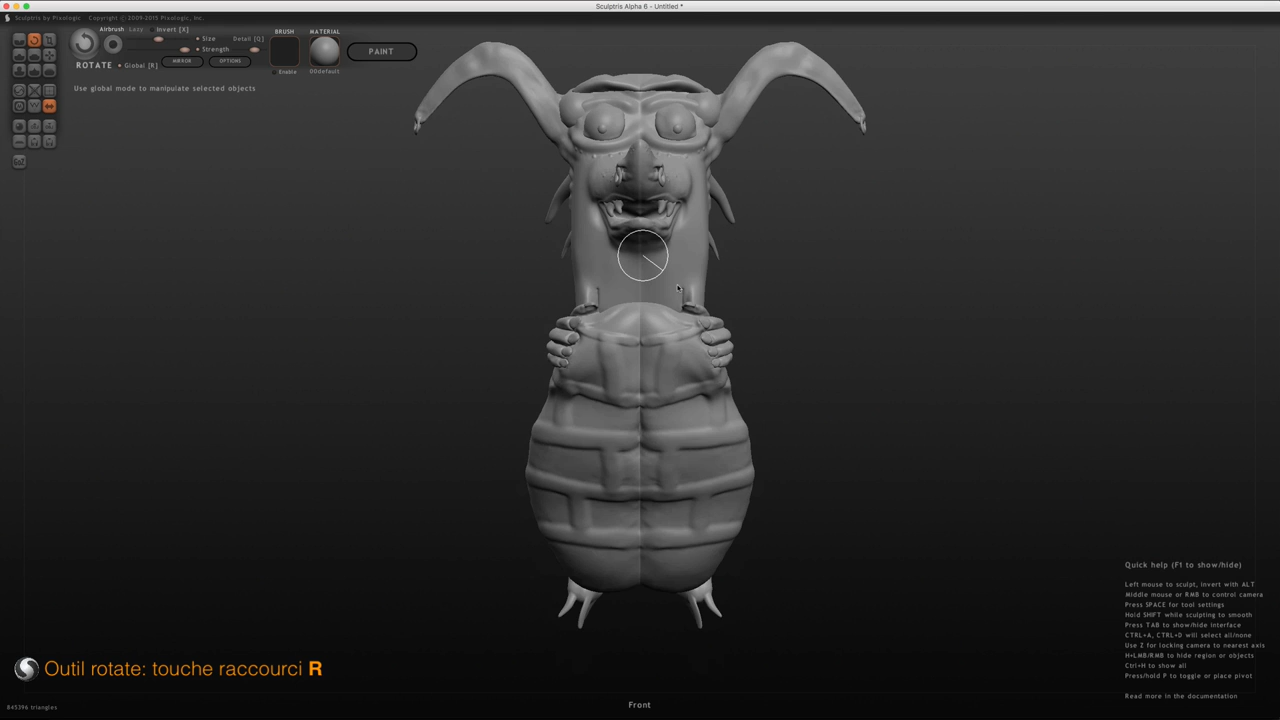 Sculptris Alpha 6 - Untitled *
Sculptris by Pixologic Copyright © 2009-2015 Pixologic, Inc.
Airbrush Lazy Invert [X]
Size Detail [Q]
Strength
ROTATE Global [R] MIRROR OPTIONS
BRUSH
Enable
MATERIAL
00default
PAINT
Use global mode to manipulate selected objects
GoZ
Quick help (F1 to show/hide)
Left mouse to sculpt, invert with ALT
Middle mouse or RMB to control camera
Press SPACE for tool settings
Hold SHIFT while sculpting to smooth
Press TAB to show/hide interface
CTRL+A, CTRL+D will select all/none
Use Z for locking camera to nearest axis
H+LMB/RMB to hide region or objects
Ctrl+H to show all
Press/hold P to toggle or place pivot
Read more in the documentation
Outil rotate: touche raccourci R
845396 triangles
Front